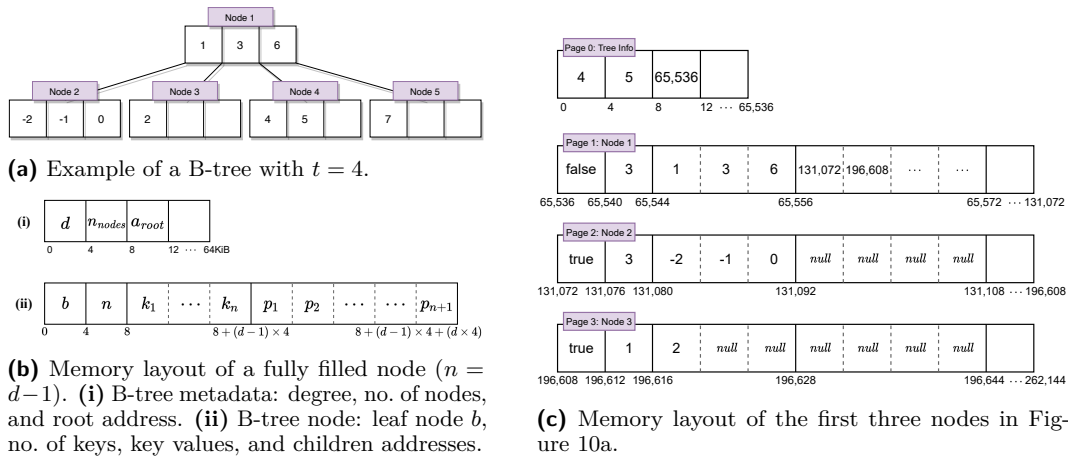 Node 1
1 3 6
Node 2 Node 3 Node 4 Node 5
-2 -1 0 2 4 5 7
(a) Example of a B-tree with t = 4.
(i) d n_nodes a_root
0 4 8 12 ··· 64KiB
(ii) b n k_1 ··· k_n p_1 p_2 ··· ··· p_{n+1}
0 4 8 8 + (d − 1) × 4 8 + (d − 1) × 4 + (d × 4)
(b) Memory layout of a fully filled node (n =
d−1). (i) B-tree metadata: degree, no. of nodes,
and root address. (ii) B-tree node: leaf node b,
no. of keys, key values, and children addresses.
Page 0: Tree Info
4 5 65,536
0 4 8 12 ··· 65,536
Page 1: Node 1
false 3 1 3 6 131,072 196,608 ··· ···
65,536 65,540 65,544 65,556 65,572 ··· 131,072
Page 2: Node 2
true 3 -2 -1 0 null null null null
131,072 131,076 131,080 131,092 131,108 ··· 196,608
Page 3: Node 3
true 1 2 null null null null null null
196,608 196,612 196,616 196,628 196,644 ··· 262,144
(c) Memory layout of the first three nodes in Fig-
ure 10a.